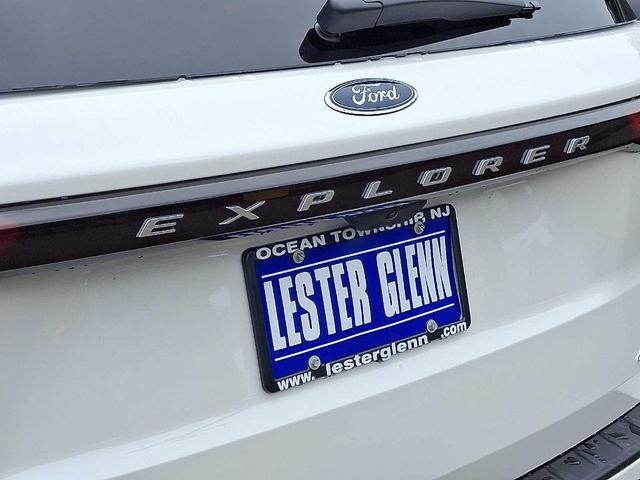 Ford
EXPLORER
OCEAN TOWNSHIP, NJ
LESTER GLENN
www.lesterglenn.com